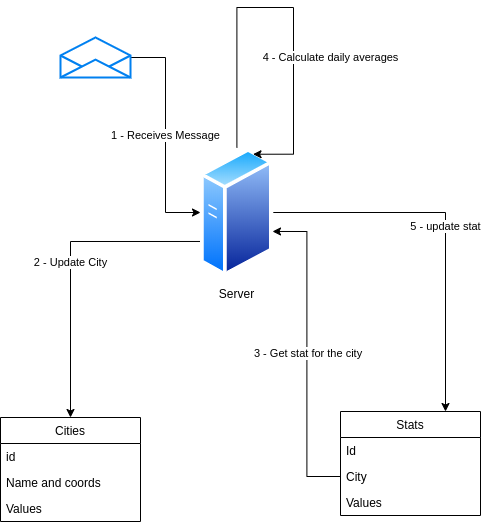 4 - Calculate daily averages
1 - Receives Message
5 - update stat
2 - Update City
Server
3 - Get stat for the city
Cities
id
Name and coords
Values
Stats
Id
City
Values